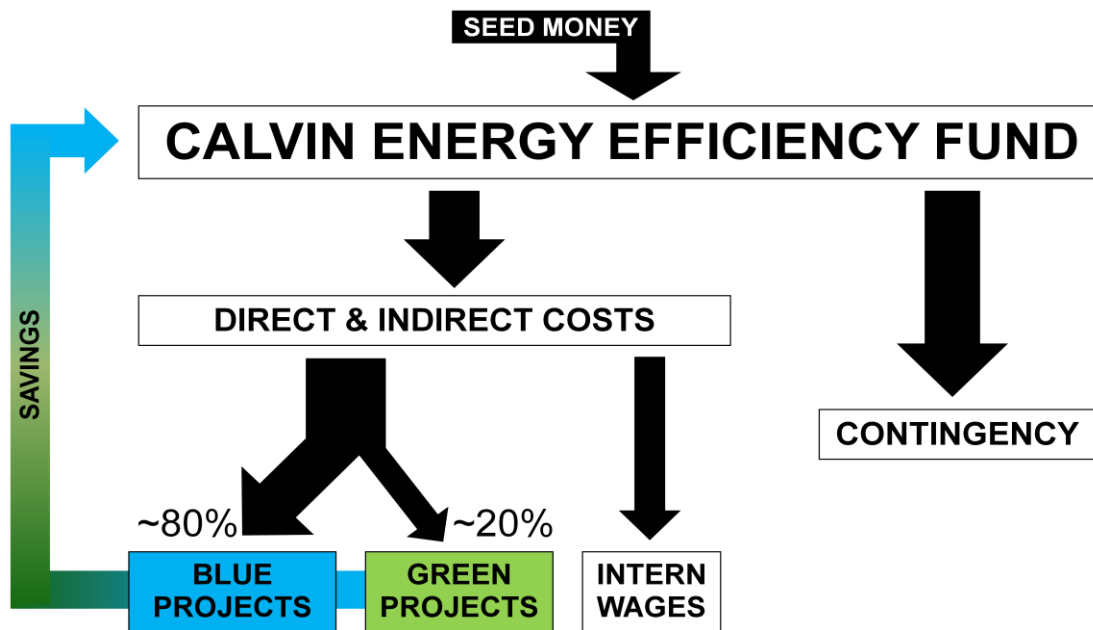 SEED MONEY
CALVIN ENERGY EFFICIENCY FUND
SAVINGS
DIRECT & INDIRECT COSTS
CONTINGENCY
~80%
~20%
BLUE
PROJECTS
GREEN
PROJECTS
INTERN
WAGES